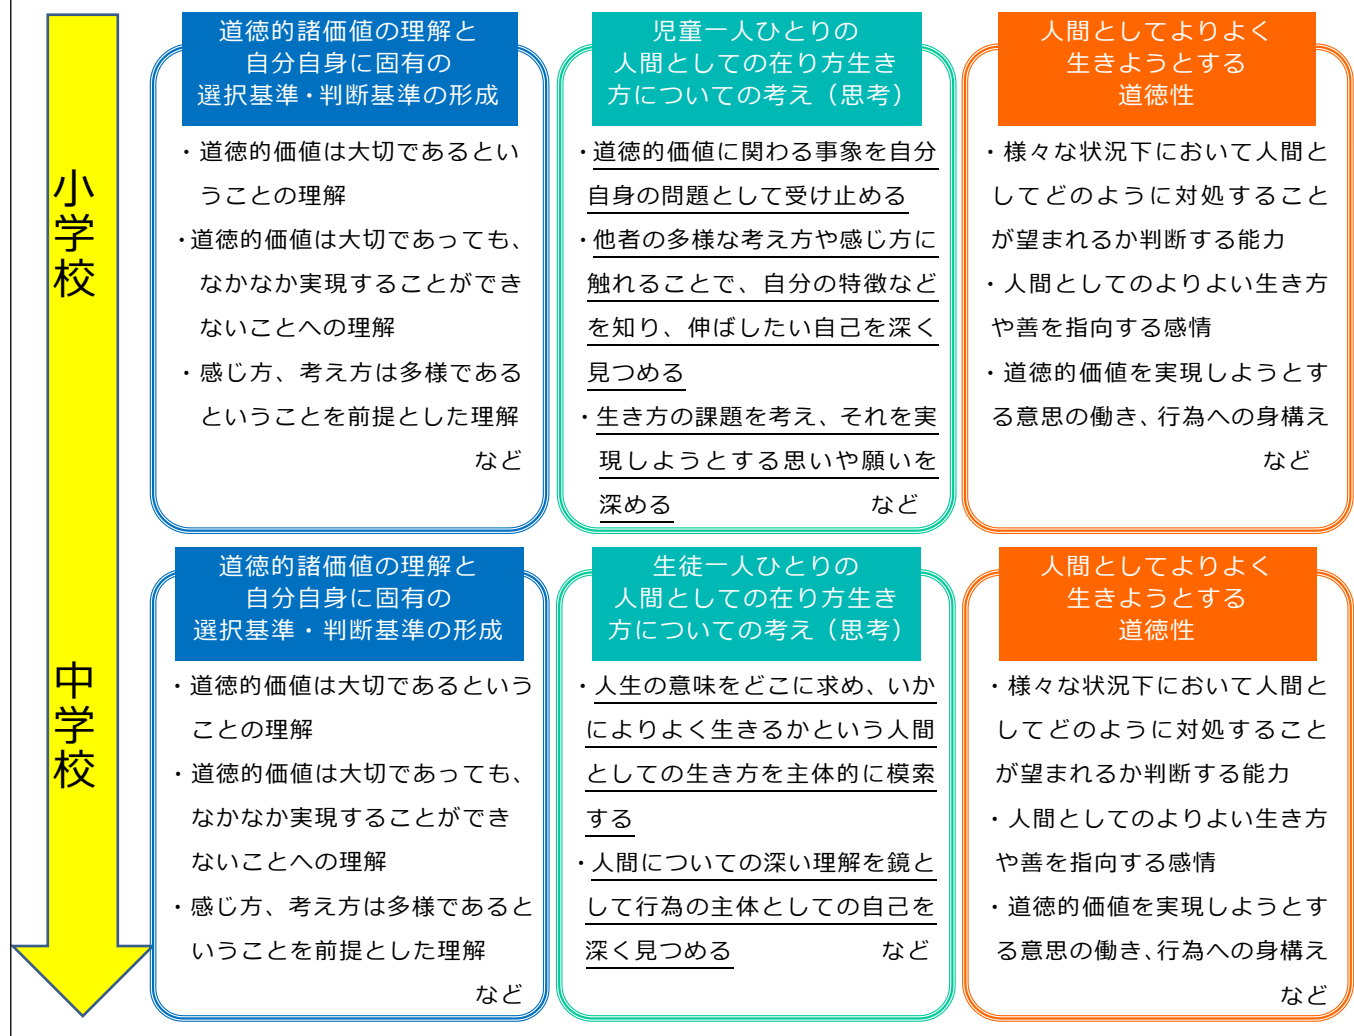 小学校
道徳的諸価値の理解と
自分自身に固有の
選択基準・判断基準の形成
・道徳的価値は大切であるとい
うことの理解
・道徳的価値は大切であっても、
なかなか実現することができ
ないことへの理解
・感じ方、考え方は多様である
ということを前提とした理解
など
児童一人ひとりの
人間としての在り方生き
方についての考え（思考）
・道徳的価値に関わる事象を自分
自身の問題として受け止める
・他者の多様な考え方や感じ方に
触れることで、自分の特徴など
を知り、伸ばしたい自己を深く
見つめる
・生き方の課題を考え、それを実
現しようとする思いや願いを
深める など
人間としてよりよく
生きようとする
道徳性
・様々な状況下において人間と
してどのように対処すること
が望まれるか判断する能力
・人間としてのよりよい生き方
や善を指向する感情
・道徳的価値を実現しようとす
る意思の働き、行為への身構え
など
中学校
道徳的諸価値の理解と
自分自身に固有の
選択基準・判断基準の形成
・道徳的価値は大切であるという
ことの理解
・道徳的価値は大切であっても、
なかなか実現することができ
ないことへの理解
・感じ方、考え方は多様であると
いうことを前提とした理解
など
生徒一人ひとりの
人間としての在り方生き
方についての考え（思考）
・人生の意味をどこに求め、いか
によりよく生きるかという人間
としての生き方を主体的に模索
する
・人間についての深い理解を鏡と
して行為の主体としての自己を
深く見つめる など
人間としてよりよく
生きようとする
道徳性
・様々な状況下において人間と
してどのように対処すること
が望まれるか判断する能力
・人間としてのよりよい生き方
や善を指向する感情
・道徳的価値を実現しようとす
る意思の働き、行為への身構え
など